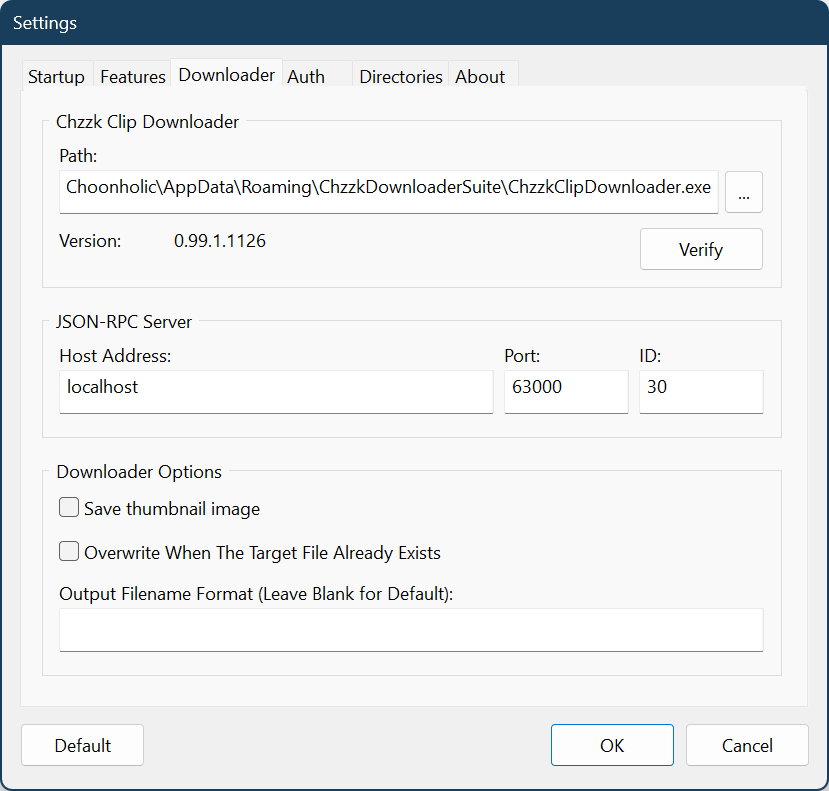 Settings
Startup Features Downloader Auth Directories About
Chzzk Clip Downloader
Path:
Choonholic\AppData\Roaming\ChzzkDownloaderSuite\ChzzkClipDownloader.exe ...
Version: 0.99.1.1126
Verify
JSON-RPC Server
Host Address: Port: ID:
localhost 63000 30
Downloader Options
Save thumbnail image
Overwrite When The Target File Already Exists
Output Filename Format (Leave Blank for Default):
Default OK Cancel